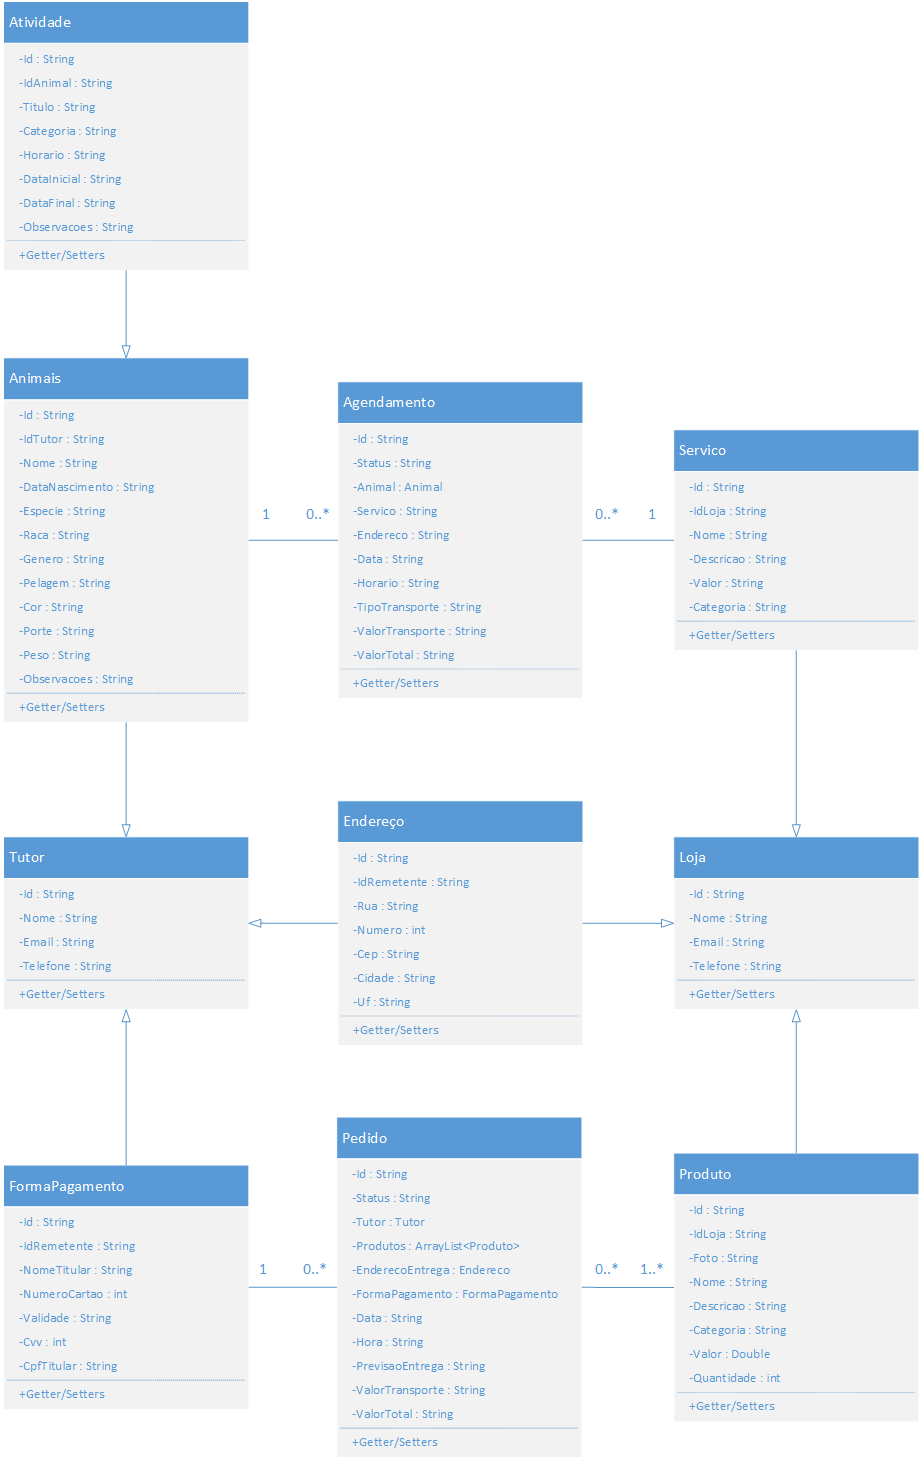 Atividade
-Id : String
-IdAnimal : String
-Titulo : String
-Categoria : String
-Horario : String
-DataInicial : String
-DataFinal : String
-Observacoes : String
+Getter/Setters
Animais
-Id : String
-IdTutor : String
-Nome : String
-DataNascimento : String
-Especie : String
-Raca : String
-Genero : String
-Pelagem : String
-Cor : String
-Porte : String
-Peso : String
-Observacoes : String
+Getter/Setters
1
0..*
Agendamento
-Id : String
-Status : String
-Animal : Animal
-Servico : String
-Endereco : String
-Data : String
-Horario : String
-TipoTransporte : String
-ValorTransporte : String
-ValorTotal : String
+Getter/Setters
0..*
1
Servico
-Id : String
-IdLoja : String
-Nome : String
-Descricao : String
-Valor : String
-Categoria : String
+Getter/Setters
Tutor
-Id : String
-Nome : String
-Email : String
-Telefone : String
+Getter/Setters
Endereço
-Id : String
-IdRemetente : String
-Rua : String
-Numero : int
-Cep : String
-Cidade : String
-Uf : String
+Getter/Setters
Loja
-Id : String
-Nome : String
-Email : String
-Telefone : String
+Getter/Setters
FormaPagamento
-Id : String
-IdRemetente : String
-NomeTitular : String
-NumeroCartao : int
-Validade : String
-Cvv : int
-CpfTitular : String
+Getter/Setters
1
0..*
Pedido
-Id : String
-Status : String
-Tutor : Tutor
-Produtos : ArrayList<Produto>
-EnderecoEntrega : Endereco
-FormaPagamento : FormaPagamento
-Data : String
-Hora : String
-PrevisaoEntrega : String
-ValorTransporte : String
-ValorTotal : String
+Getter/Setters
0..*
1..*
Produto
-Id : String
-IdLoja : String
-Foto : String
-Nome : String
-Descricao : String
-Categoria : String
-Valor : Double
-Quantidade : int
+Getter/Setters